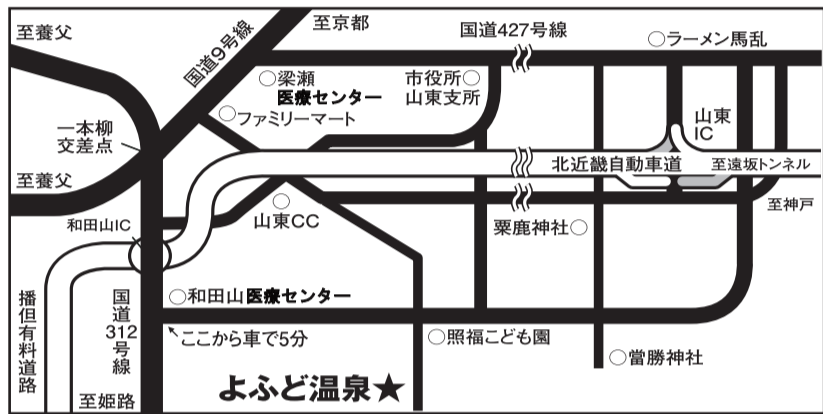 至養父
国道9号線
至京都
国道427号線
ラーメン馬乱
梁瀬
医療センター
市役所
山東支所
ファミリーマート
山東
IC
一本柳
交差点
北近畿自動車道
至遠坂トンネル
至養父
山東CC
至神戸
和田山IC
粟鹿神社
播但有料道路
国道312号線
和田山医療センター
ここから車で5分
照福こども園
當勝神社
よふど温泉★
至姫路